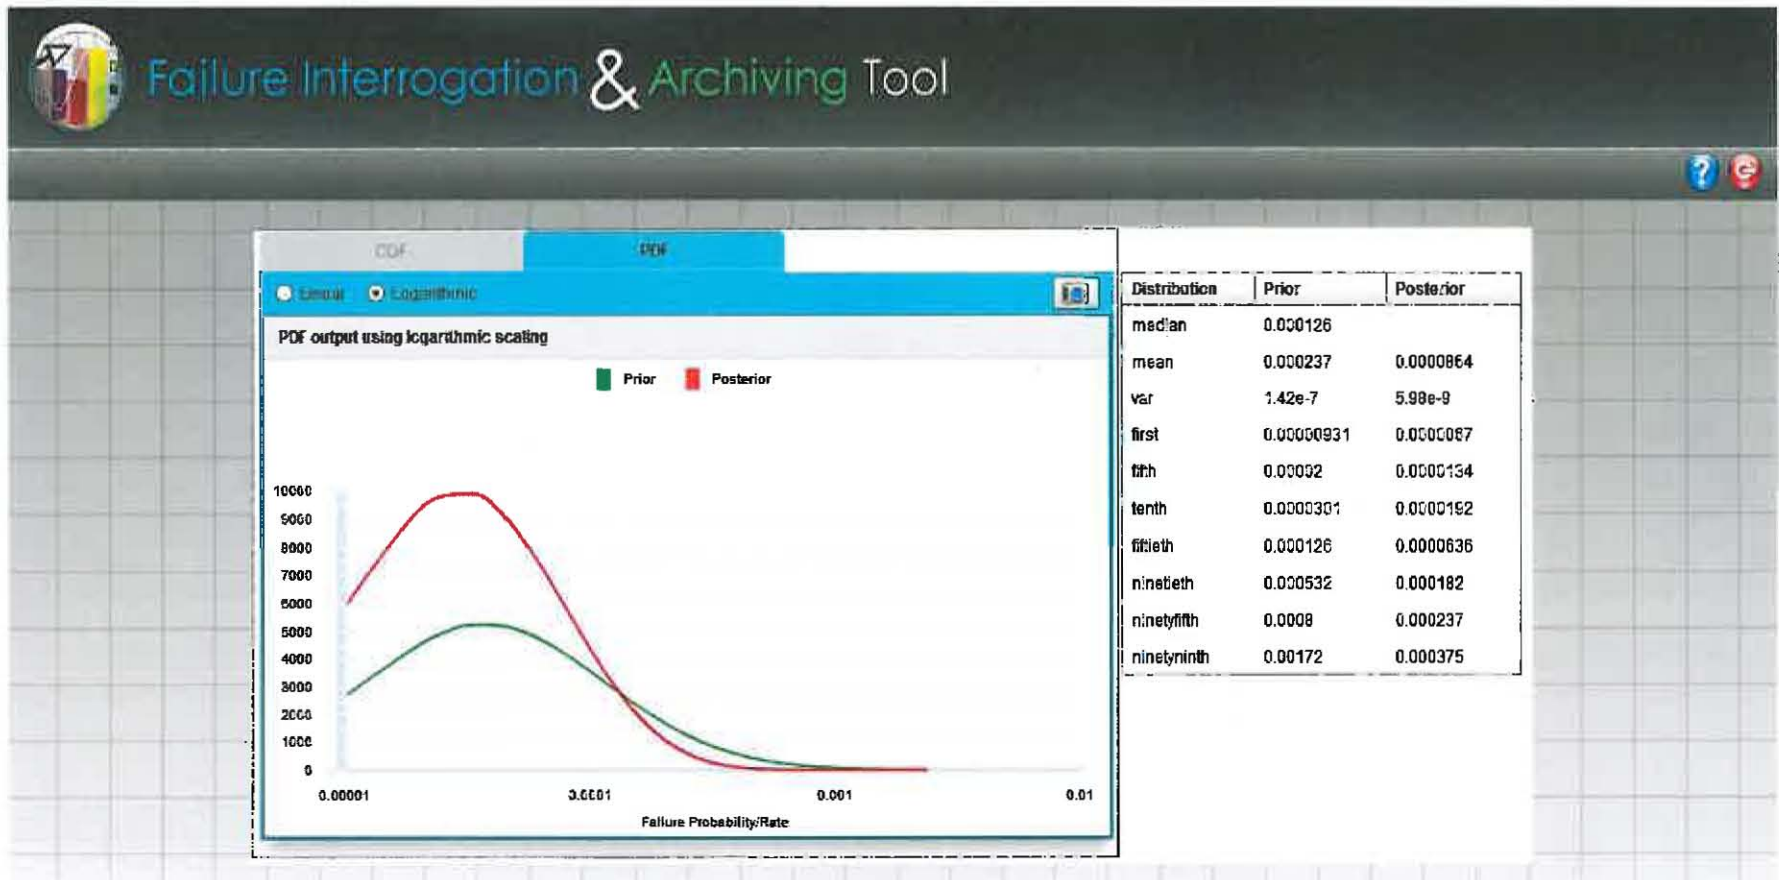 Failure Interrogation & Archiving Tool
CDF PDF
Linear Logarithmic
PDF output using logarithmic scaling
Prior Posterior
10000
9000
8000
7000
6000
5000
4000
3000
2000
1000
0
0.00001 0.0001 0.001 0.01
Failure Probability/Rate
Distribution Prior Posterior
median 0.000126
mean 0.000237 0.0000864
var 1.42e-7 5.98e-9
first 0.00000931 0.0000067
fifth 0.00002 0.0000134
tenth 0.0000301 0.0000192
fiftieth 0.000126 0.0000636
ninetieth 0.000532 0.000182
ninetyfifth 0.0008 0.000237
ninetyninth 0.00172 0.000375